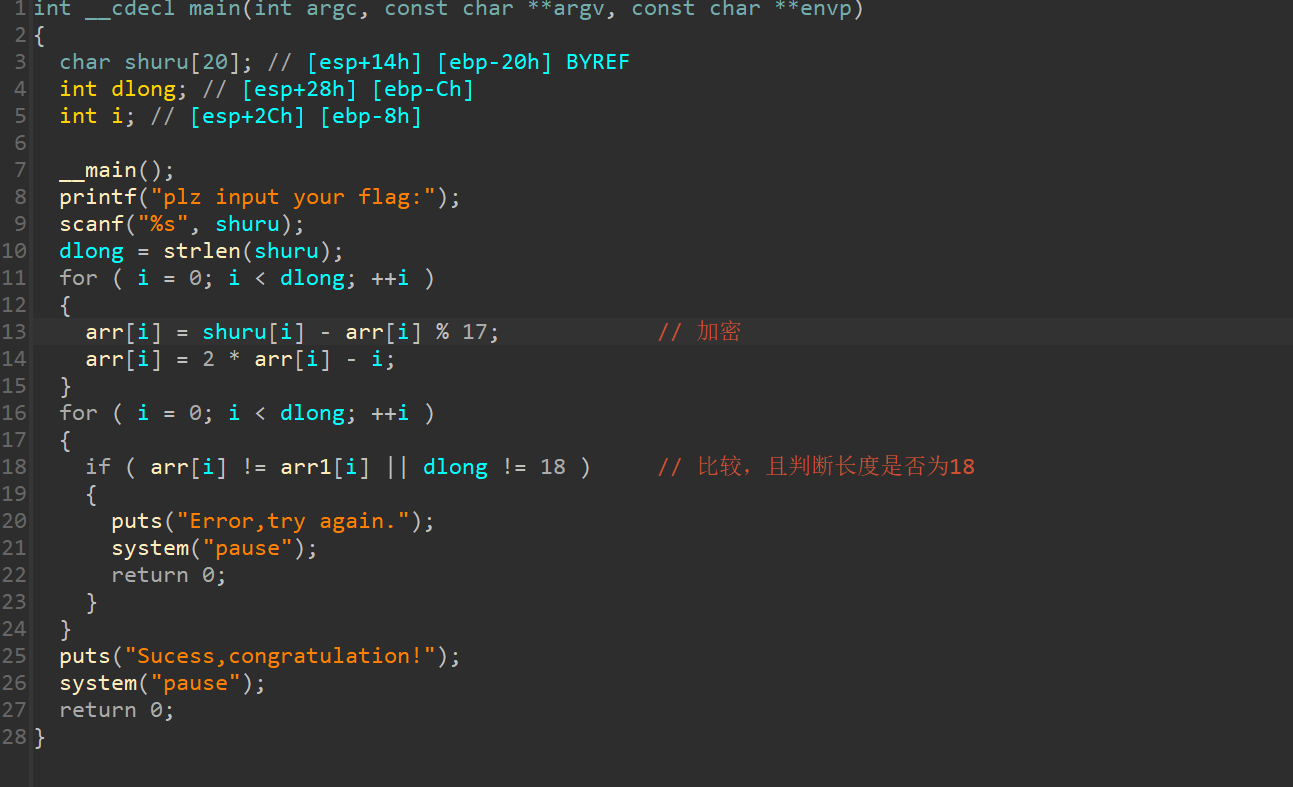 1 int __cdecl main(int argc, const char **argv, const char **envp)
2 {
3   char shuru[20]; // [esp+14h] [ebp-20h] BYREF
4   int dlong; // [esp+28h] [ebp-Ch]
5   int i; // [esp+2Ch] [ebp-8h]
6
7   __main();
8   printf("plz input your flag:");
9   scanf("%s", shuru);
10   dlong = strlen(shuru);
11   for ( i = 0; i < dlong; ++i )
12   {
13     arr[i] = shuru[i] - arr[i] % 17;            // 加密
14     arr[i] = 2 * arr[i] - i;
15   }
16   for ( i = 0; i < dlong; ++i )
17   {
18     if ( arr[i] != arr1[i] || dlong != 18 )     // 比较，且判断长度是否为18
19     {
20       puts("Error,try again.");
21       system("pause");
22       return 0;
23     }
24   }
25   puts("Sucess,congratulation!");
26   system("pause");
27   return 0;
28 }